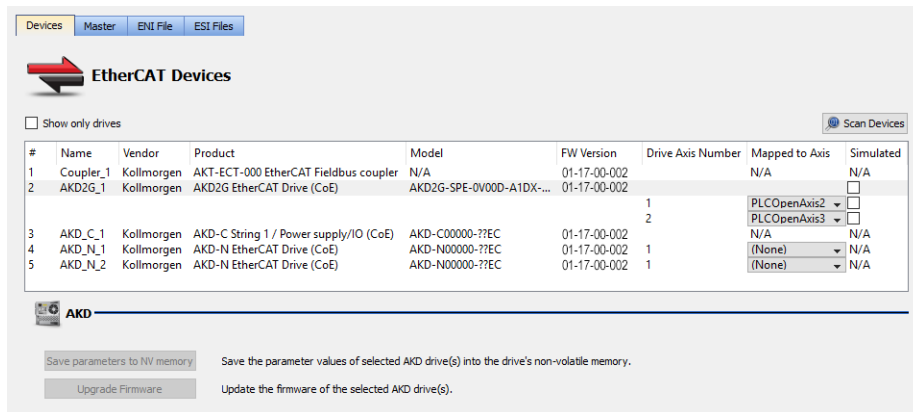 Devices Master ENI File ESI Files
EtherCAT Devices
Show only drives Scan Devices
# Name Vendor Product Model FW Version Drive Axis Number Mapped to Axis Simulated
1 Coupler_1 Kollmorgen AKT-ECT-000 EtherCAT Fieldbus coupler N/A 01-17-00-002 N/A N/A
2 AKD2G_1 Kollmorgen AKD2G EtherCAT Drive (CoE) AKD2G-SPE-0V00D-A1DX-... 01-17-00-002
1 PLCOpenAxis2
2 PLCOpenAxis3
3 AKD_C_1 Kollmorgen AKD-C String 1 / Power supply/IO (CoE) AKD-C00000-??EC 01-17-00-002 N/A N/A
4 AKD_N_1 Kollmorgen AKD-N EtherCAT Drive (CoE) AKD-N00000-??EC 01-17-00-002 1 (None) N/A
5 AKD_N_2 Kollmorgen AKD-N EtherCAT Drive (CoE) AKD-N00000-??EC 01-17-00-002 1 (None) N/A
AKD
Save parameters to NV memory Save the parameter values of selected AKD drive(s) into the drive's non-volatile memory.
Upgrade Firmware Update the firmware of the selected AKD drive(s).